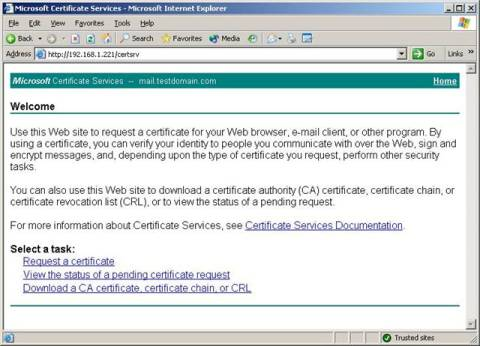 Microsoft Certificate Services - Microsoft Internet Explorer
File Edit View Favorites Tools Help
Back Search Favorites Media
Address http://192.168.1.221/certsrv Go Links »
Microsoft Certificate Services -- mail.testdomain.com Home
Welcome
Use this Web site to request a certificate for your Web browser, e-mail client, or other program. By
using a certificate, you can verify your identity to people you communicate with over the Web, sign and
encrypt messages, and, depending upon the type of certificate you request, perform other security
tasks.
You can also use this Web site to download a certificate authority (CA) certificate, certificate chain, or
certificate revocation list (CRL), or to view the status of a pending request.
For more information about Certificate Services, see Certificate Services Documentation.
Select a task:
Request a certificate
View the status of a pending certificate request
Download a CA certificate, certificate chain, or CRL
Trusted sites